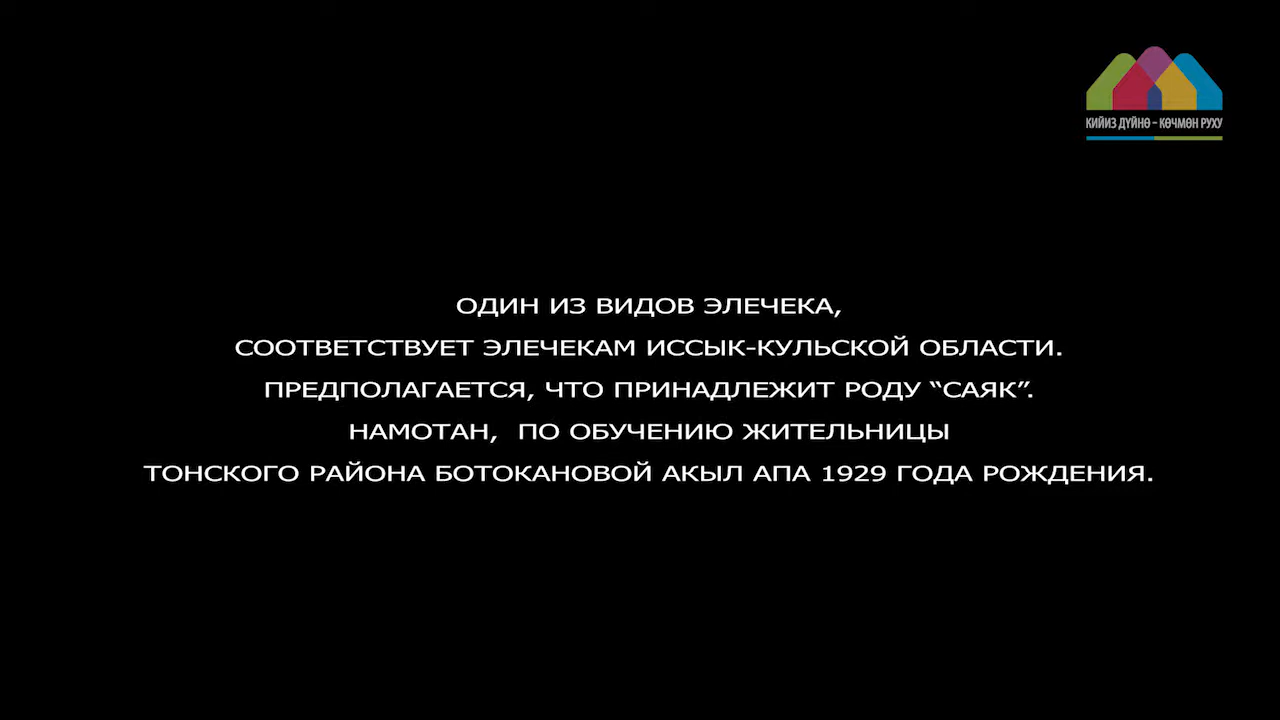 КИЙИЗ ДҮЙНӨ – КӨЧМӨН РУХУ
ОДИН ИЗ ВИДОВ ЭЛЕЧЕКА,
СООТВЕТСТВУЕТ ЭЛЕЧЕКАМ ИССЫК-КУЛЬСКОЙ ОБЛАСТИ.
ПРЕДПОЛАГАЕТСЯ, ЧТО ПРИНАДЛЕЖИТ РОДУ “САЯК”.
НАМОТАН,  ПО ОБУЧЕНИЮ ЖИТЕЛЬНИЦЫ
ТОНСКОГО РАЙОНА БОТОКАНОВОЙ АКЫЛ АПА 1929 ГОДА РОЖДЕНИЯ.